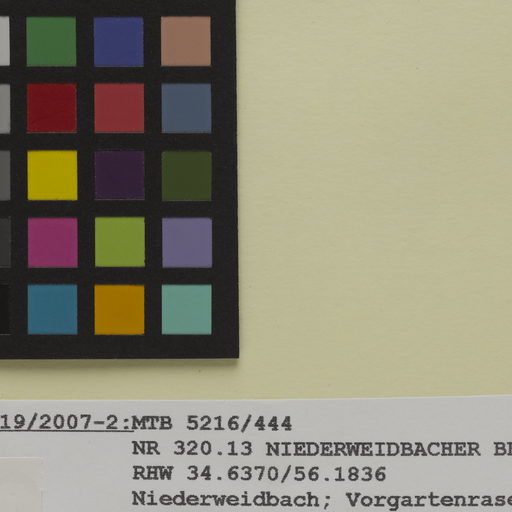 19/2007-2:MTB 5216/444
NR 320.13 NIEDERWEIDBACHER
RHW 34.6370/56.1836
Niederweidbach; Vorgartenrase